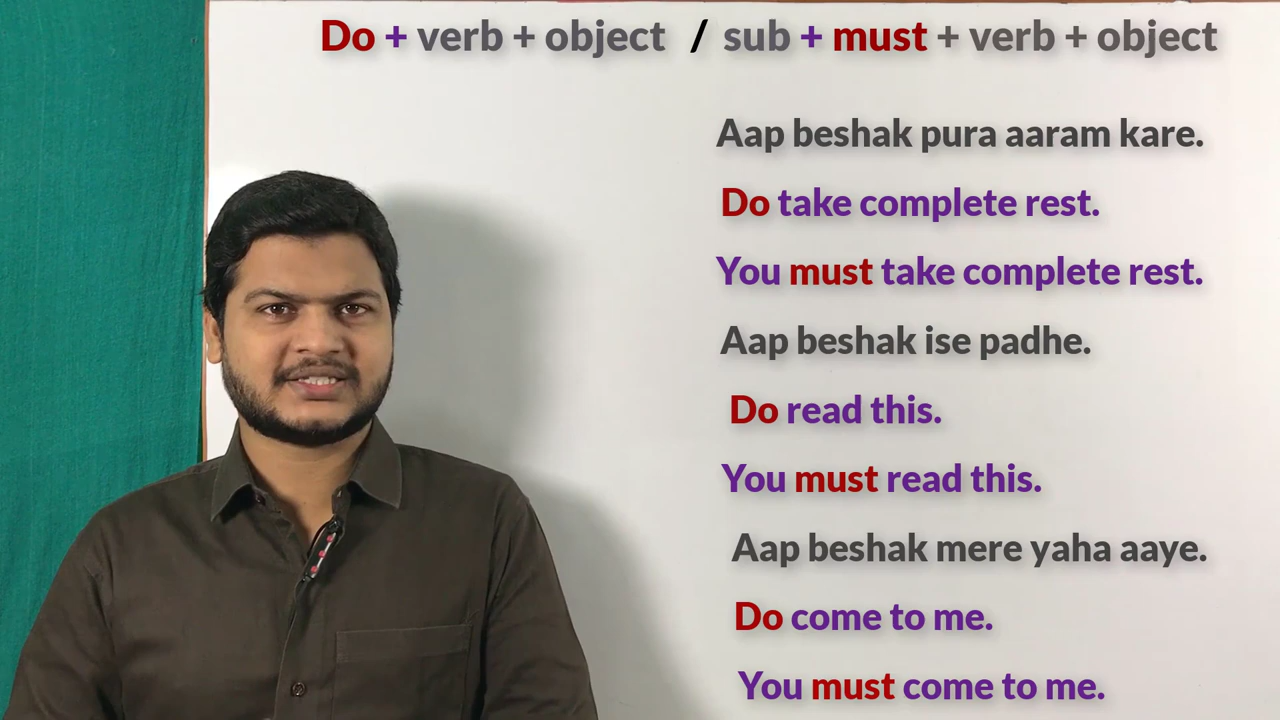 Do + verb + object / sub + must + verb + object
Aap beshak pura aaram kare.
Do take complete rest.
You must take complete rest.
Aap beshak ise padhe.
Do read this.
You must read this.
Aap beshak mere yaha aaye.
Do come to me.
You must come to me.